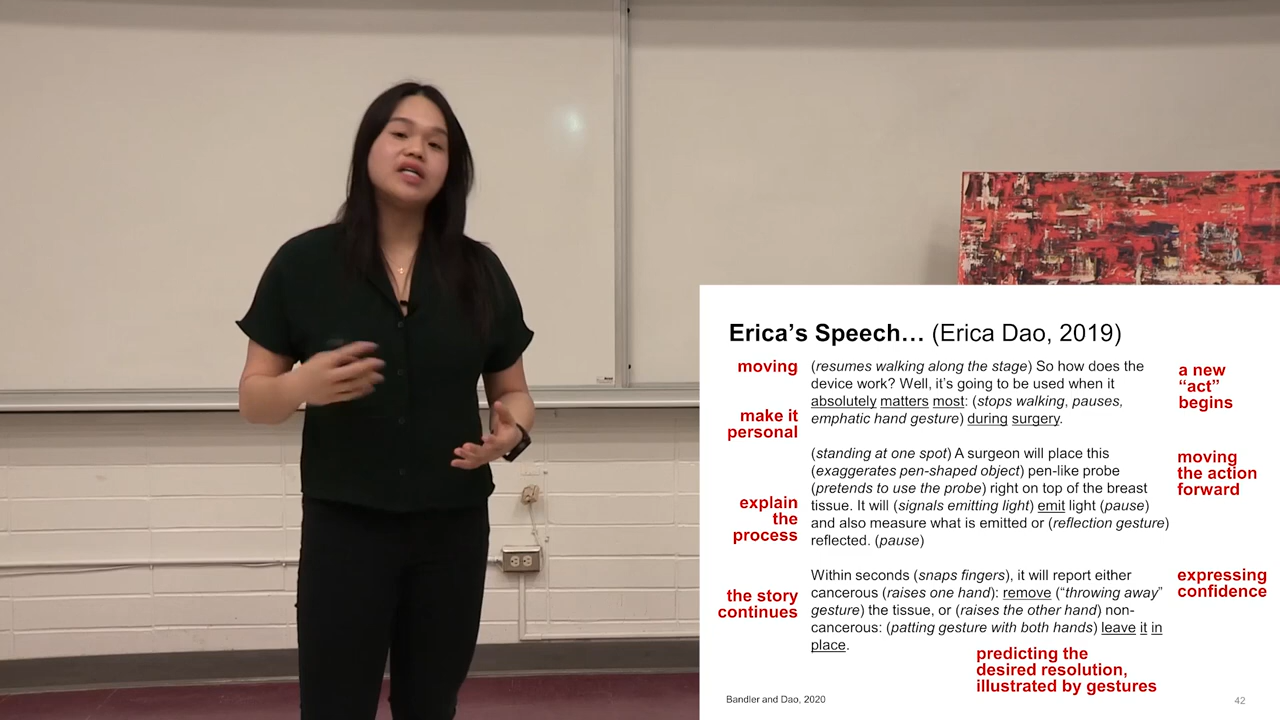 Erica’s Speech… (Erica Dao, 2019)
moving
(resumes walking along the stage) So how does the
device work? Well, it’s going to be used when it
absolutely matters most: (stops walking, pauses,
emphatic hand gesture) during surgery.
a new
“act”
begins
make it
personal
(standing at one spot) A surgeon will place this
(exaggerates pen-shaped object) pen-like probe
(pretends to use the probe) right on top of the breast
tissue. It will (signals emitting light) emit light (pause)
and also measure what is emitted or (reflection gesture)
reflected. (pause)
moving
the action
forward
explain
the
process
Within seconds (snaps fingers), it will report either
cancerous (raises one hand): remove (“throwing away”
gesture) the tissue, or (raises the other hand) non-
cancerous: (patting gesture with both hands) leave it in
place.
expressing
confidence
the story
continues
predicting the
desired resolution,
illustrated by gestures
Bandler and Dao, 2020
42